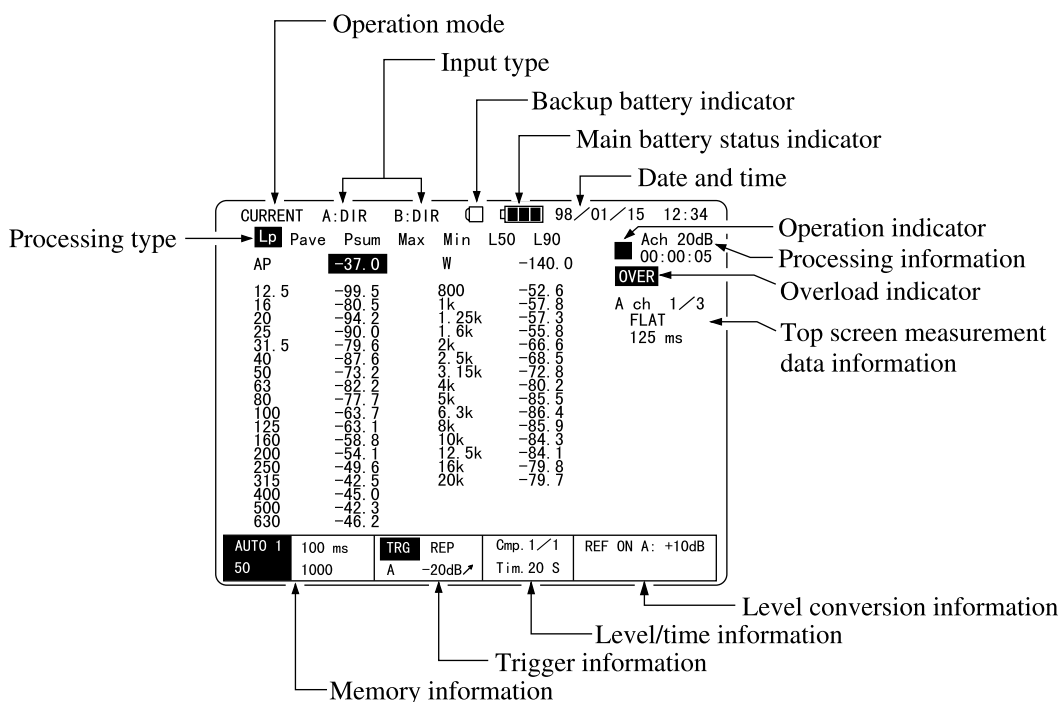 Operation mode
Input type
Backup battery indicator
Main battery status indicator
Date and time
CURRENT A:DIR B:DIR 98/01/15 12:34
Processing type
Lp Pave Psum Max Min L50 L90
Operation indicator
Ach 20dB
Processing information
00:00:05
AP -37.0 W -140.0
OVER
Overload indicator
12.5 -99.5 800 -52.6
16 -80.5 1k -57.8
A ch 1/3
20 -94.2 1.25k -57.3
FLAT
25 -90.0 1.6k -55.8
125 ms
Top screen measurement
data information
31.5 -79.6 2k -66.6
40 -87.6 2.5k -68.5
50 -73.2 3.15k -72.8
63 -82.2 4k -80.2
80 -77.7 5k -85.5
100 -63.7 6.3k -86.4
125 -63.1 8k -85.9
160 -58.8 10k -84.3
200 -54.1 12.5k -84.1
250 -49.6 16k -79.8
315 -42.5 20k -79.7
400 -45.0
500 -42.3
630 -46.2
AUTO 1 100 ms TRG REP Cmp.1/1 REF ON A: +10dB
50 1000 A -20dB↗ Tim.20 S
Level conversion information
Level/time information
Trigger information
Memory information